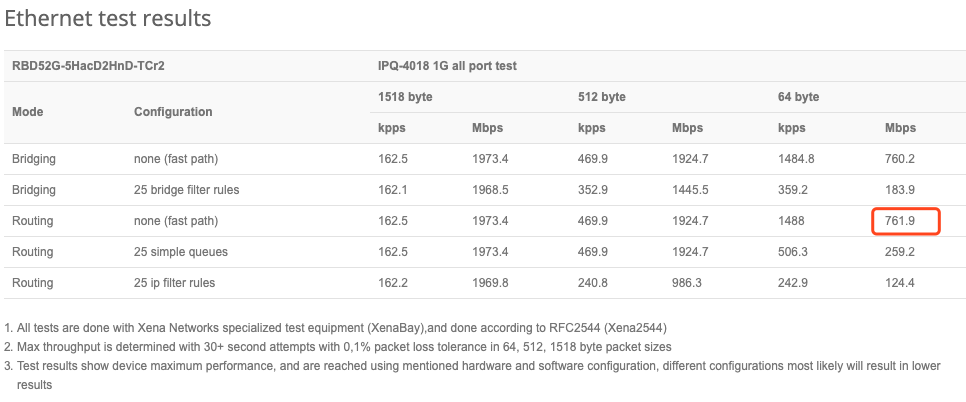 Ethernet test results
RBD52G-5HacD2HnD-TCr2 IPQ-4018 1G all port test
Mode Configuration 1518 byte 512 byte 64 byte
kpps Mbps kpps Mbps kpps Mbps
Bridging none (fast path) 162.5 1973.4 469.9 1924.7 1484.8 760.2
Bridging 25 bridge filter rules 162.1 1968.5 352.9 1445.5 359.2 183.9
Routing none (fast path) 162.5 1973.4 469.9 1924.7 1488 761.9
Routing 25 simple queues 162.5 1973.4 469.9 1924.7 506.3 259.2
Routing 25 ip filter rules 162.2 1969.8 240.8 986.3 242.9 124.4
1. All tests are done with Xena Networks specialized test equipment (XenaBay),and done according to RFC2544 (Xena2544)
2. Max throughput is determined with 30+ second attempts with 0,1% packet loss tolerance in 64, 512, 1518 byte packet sizes
3. Test results show device maximum performance, and are reached using mentioned hardware and software configuration, different configurations most likely will result in lower
results